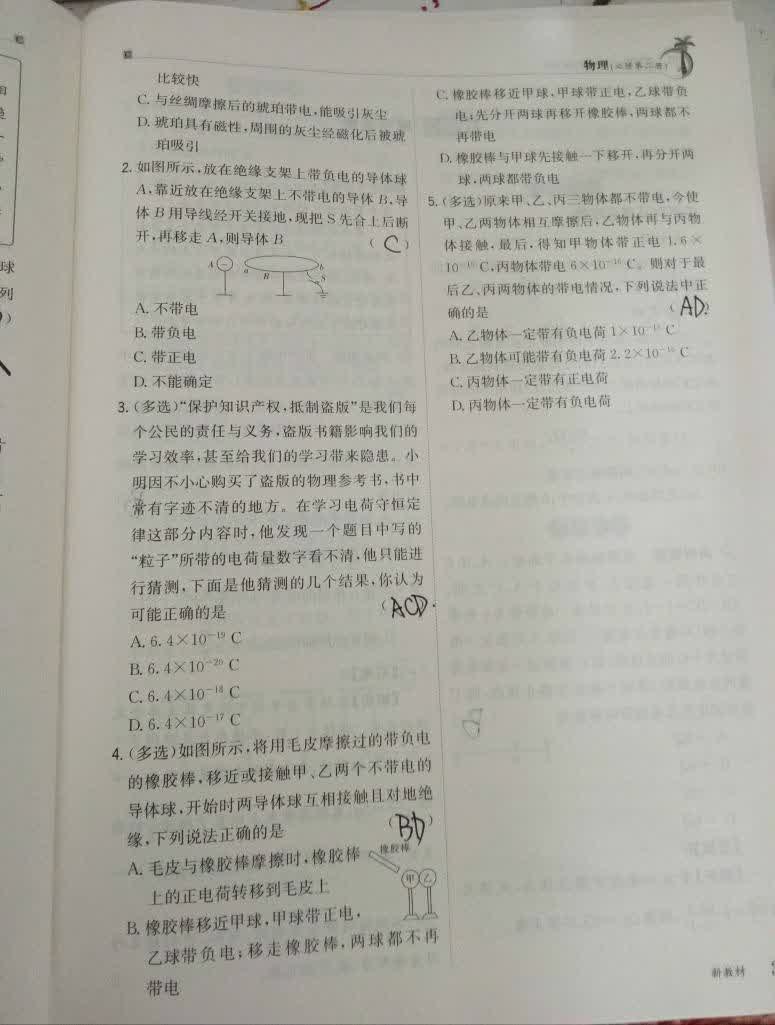 物理(必修第三册)
比较快
C. 与丝绸摩擦后的琥珀带电,能吸引灰尘
D. 琥珀具有磁性,周围的灰尘经磁化后被琥
珀吸引
2. 如图所示,放在绝缘支架上带负电的导体球
A,靠近放在绝缘支架上不带电的导体 B,导
体 B 用导线经开关接地,现把 S 先合上后断
开,再移走 A,则导体 B ( C )
A
a
B
b
S
A. 不带电
B. 带负电
C. 带正电
D. 不能确定
3. (多选)“保护知识产权,抵制盗版”是我们每
个公民的责任与义务,盗版书籍影响我们的
学习效率,甚至给我们的学习带来隐患。小
明因不小心购买了盗版的物理参考书,书中
常有字迹不清的地方。在学习电荷守恒定
律这部分内容时,他发现一个题目中写的
“粒子”所带的电荷量数字看不清,他只能进
行猜测,下面是他猜测的几个结果,你认为
可能正确的是 ( ACD
A. 6.4×10⁻¹⁹ C
B. 6.4×10⁻²⁰ C
C. 6.4×10⁻¹⁸ C
D. 6.4×10⁻¹⁷ C
4. (多选)如图所示,将用毛皮摩擦过的带负电
的橡胶棒,移近或接触甲、乙两个不带电的
导体球,开始时两导体球互相接触且对地绝
缘,下列说法正确的是 ( BD )
A. 毛皮与橡胶棒摩擦时,橡胶棒
上的正电荷转移到毛皮上
橡胶棒
甲 乙
B. 橡胶棒移近甲球,甲球带正电,
乙球带负电;移走橡胶棒,两球都不再
带电
C. 橡胶棒移近甲球,甲球带正电,乙球带负
电;先分开两球再移开橡胶棒,两球都不
再带电
D. 橡胶棒与甲球先接触一下移开,再分开两
球,两球都带负电
5. (多选)原来甲、乙、丙三物体都不带电,今使
甲、乙两物体相互摩擦后,乙物体再与丙物
体接触,最后,得知甲物体带正电 1.6×
C,丙物体带电 6×10⁻¹⁶ C。则对于最
后乙、丙两物体的带电情况,下列说法中正
确的是 ( AD )
A. 乙物体一定带有负电荷 1×10⁻¹⁵ C
B. 乙物体可能带有负电荷 2.2×10⁻¹⁵ C
C. 丙物体一定带有正电荷
D. 丙物体一定带有负电荷
新教材